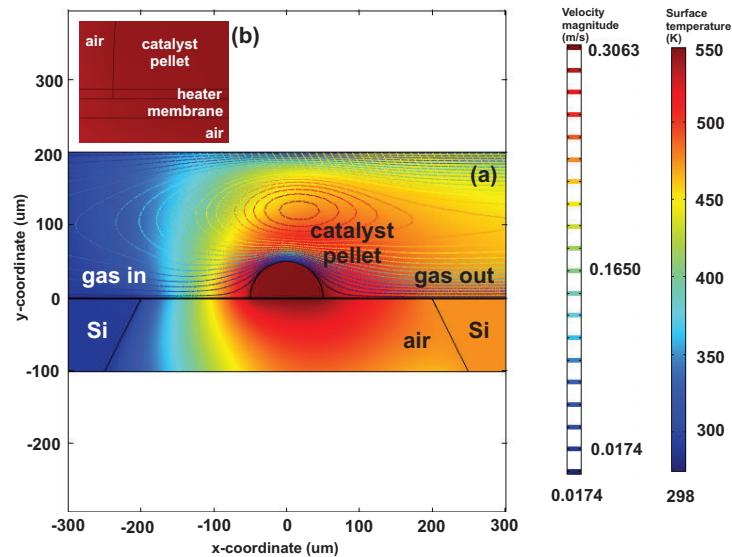 air
catalyst
pellet
heater
membrane
air
(b)
(a)
catalyst
pellet
gas in
gas out
Si
air
Si
y-coordinate (um)
300
200
100
0
-100
-200
-300
-200
-100
0
100
200
300
x-coordinate (um)
Velocity
magnitude
(m/s)
0.3063
0.1650
0.0174
0.0174
Surface
temperature
(K)
550
500
450
400
350
300
298